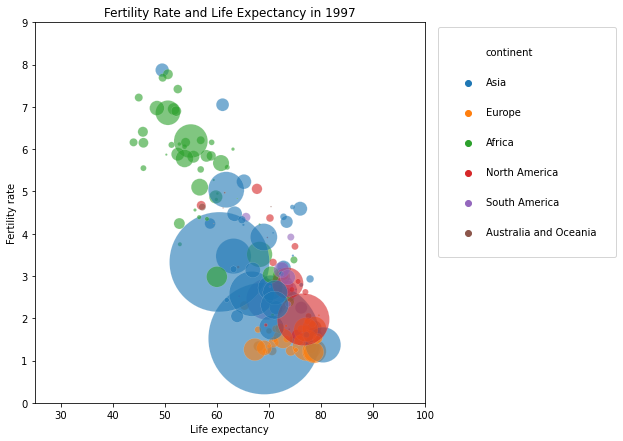 Fertility Rate and Life Expectancy in 1997
9
8
7
6
5
4
3
2
1
0
Fertility rate
30 40 50 60 70 80 90 100
Life expectancy
continent
Asia
Europe
Africa
North America
South America
Australia and Oceania